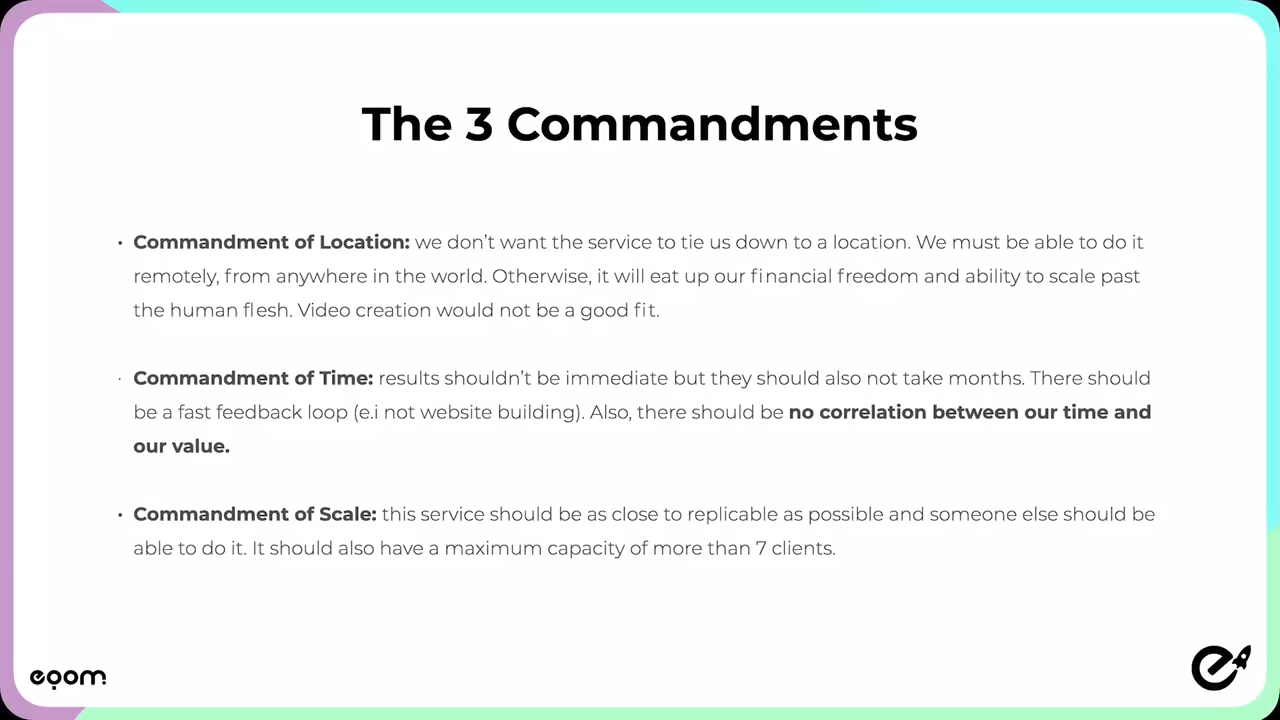 The 3 Commandments
• Commandment of Location: we don't want the service to tie us down to a location. We must be able to do it
remotely, from anywhere in the world. Otherwise, it will eat up our financial freedom and ability to scale past
the human flesh. Video creation would not be a good fit.
· Commandment of Time: results shouldn't be immediate but they should also not take months. There should
be a fast feedback loop (e.i not website building). Also, there should be no correlation between our time and
our value.
• Commandment of Scale: this service should be as close to replicable as possible and someone else should be
able to do it. It should also have a maximum capacity of more than 7 clients.
eqom
e